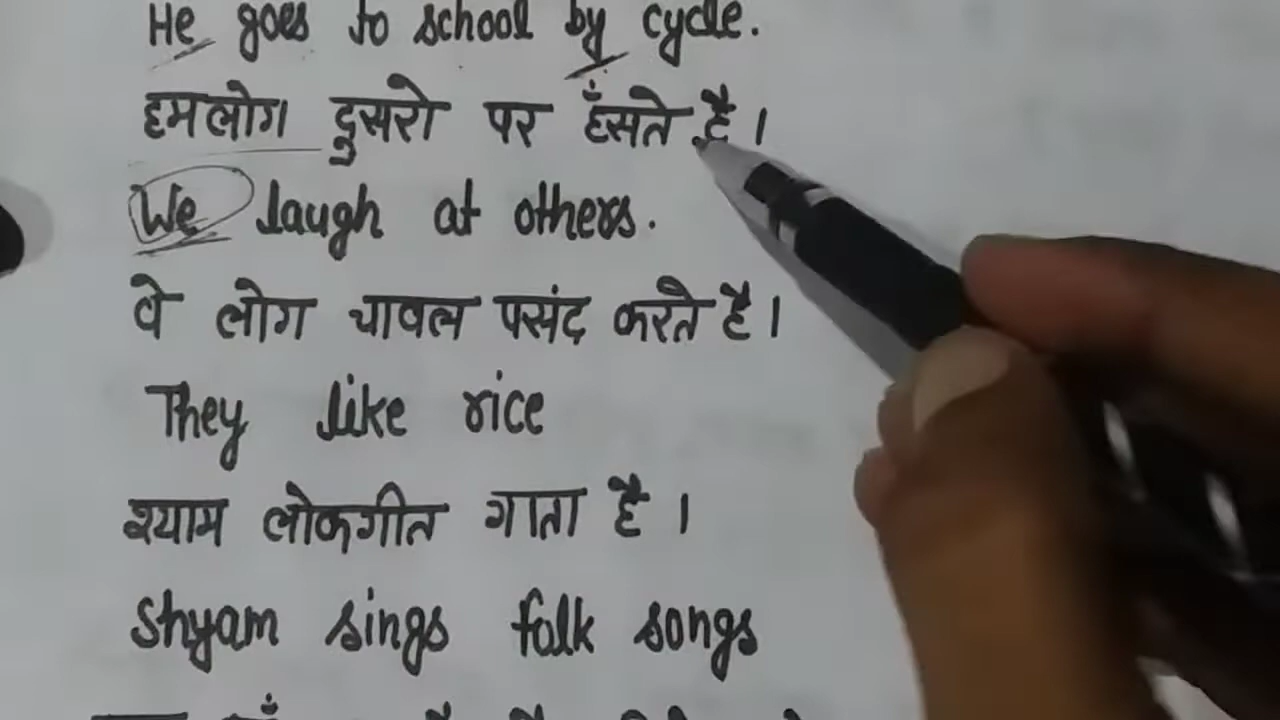 He goes to school by cycle.
हमलोग दुसरो पर हँसते है।
We laugh at others.
वे लोग चावल पसंद करते है।
They like rice
श्याम लोकगीत गाता है।
Shyam sings folk songs